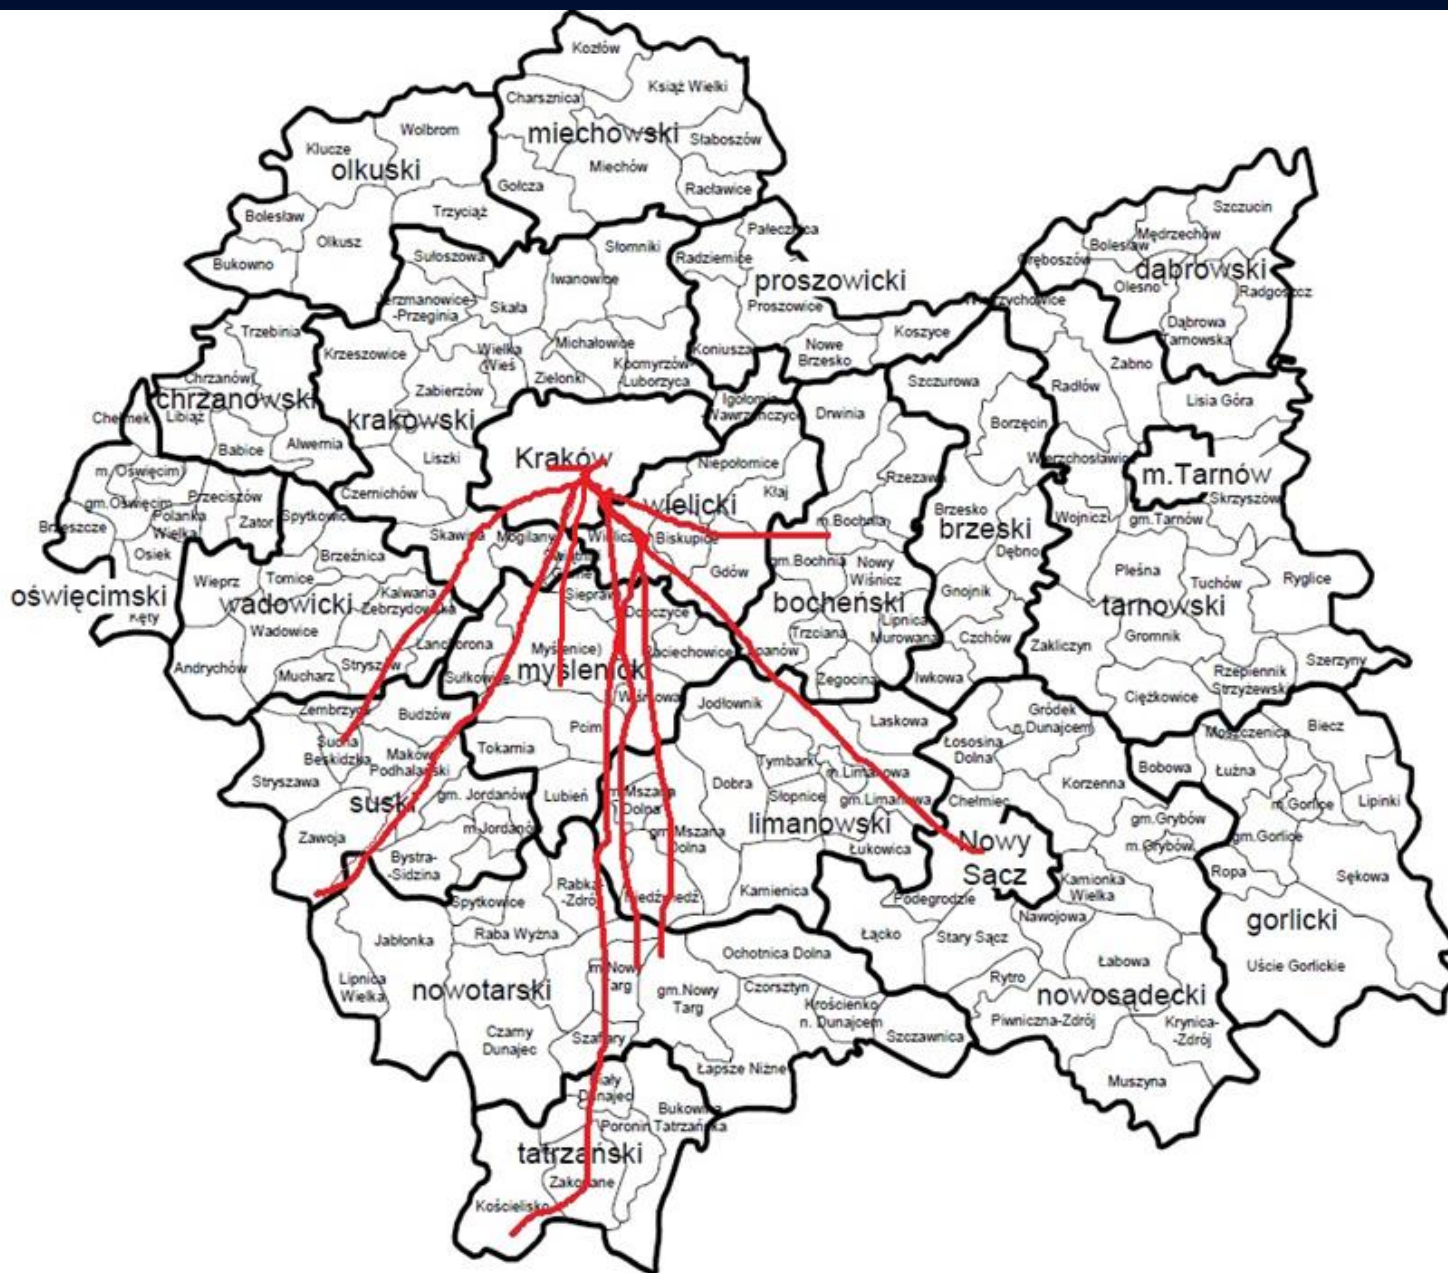 Kozłów
Książ Wielki
Charsznica
Wolbrom
miechowski
Słaboszów
Klucze
olkuski
Miechów
Gołcza
Racławice
Szczucin
Bolesław
Trzyciąż
Pałecznica
Mędrzechów
Olkusz
Słomniki
Bolesław
Sułoszowa
Radziemice
Gręboszów
dąbrowski
Bukowno
Iwanowice
proszowicki
Olesno
Radgoszcz
Jerzmanowice-
-Przeginia
Skała
Proszowice
Wietrzychowice
Trzebinia
Koszyce
Dąbrowa
Tarnowska
Krzeszowice
Wielka
Wieś
Michałowice
Koniusza
Nowe
Brzesko
Żabno
Chrzanów
Zabierzów
Zielonki
Kocmyrzów-
-Luborzyca
Szczurowa
Radłów
chrzanowski
Igołomia-
-Wawrzeńczyce
Lisia Góra
Chełmek
Libiąż
krakowski
Drwinia
Borzęcin
Babice
Alwernia
Liszki
Kraków
Niepołomice
Wierzchosławice
m.Tarnów
m. Oświęcim
Rzezawa
Kłaj
Czernichów
Skrzyszów
gm.Oświęcim
Przeciszów
wielicki
Brzesko
Wojnicz
gm.Tarnów
Brzeszcze
Polanka
Wielka
Zator
Spytkowice
m.Bochnia
brzeski
Skawina
Mogilany
Wieliczka
Biskupice
Osiek
Brzeźnica
Dębno
gm.Bochnia
Nowy
Wiśnicz
Gdów
Pleśna
Tuchów
Ryglice
Wieprz
Tomice
Kalwaria
Zebrzydowska
Siepraw
Gnojnik
oświęcimski
Kęty
wadowicki
Dobczyce
bocheński
tarnowski
Wadowice
Lipnica
Murowana
Trzciana
Czchów
Gromnik
Zakliczyn
Lanckorona
Myślenice)
Raciechowice
Łapanów
Andrychów
Mucharz
Stryszów
Sułkowice
myślenicki
Żegocina
Iwkowa
Szerzyny
Rzepiennik
Strzyżewski
Ciężkowice
Wiśniowa
Jodłownik
Zembrzyce
Budzów
Laskowa
Gródek
n.Dunajcem
Biecz
Pcim
Moszczenica
Sucha
Beskidzka
Tokarnia
Łososina
Dolna
Maków
Podhalański
Tymbark
Bobowa
Łużna
Stryszawa
m.Limanowa
Korzenna
Dobra
m.Mszana
Dolna
suski
gm. Jordanów
Lubień
Słopnice
gm.Limanowa
Chełmiec
m.Gorlice
Lipinki
limanowski
gm.Grybów
m.Jordanów
gm.Mszana
Dolna
Zawoja
Nowy
Sącz
m.Grybów
gm.Gorlice
Łukowica
Bystra-
-Sidzina
Ropa
Sękowa
Rabka-
-Zdrój
Niedźwiedź
Kamienica
Kamionka
Wielka
Spytkowice
Podegrodzie
Nawojowa
gorlicki
Raba Wyżna
Łącko
Stary Sącz
Jabłonka
Ochotnica Dolna
Łabowa
Uście Gorlickie
m.Nowy
Targ
Lipnica
Wielka
nowotarski
gm.Nowy
Targ
Czorsztyn
Rytro
nowosądecki
Krościenko
n. Dunajcem
Piwniczna-Zdrój
Krynica-
-Zdrój
Czarny
Dunajec
Szaflary
Szczawnica
Łapsze Niżne
Muszyna
Biały
Dunajec
Bukowina
Tatrzańska
Poronin
tatrzański
Zakopane
Kościelisko